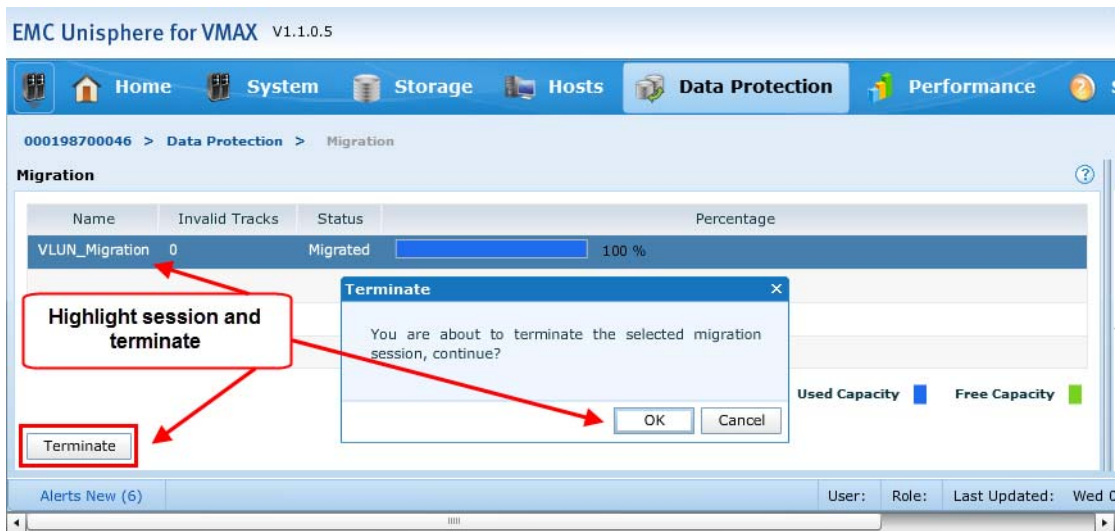 EMC Unisphere for VMAX V1.1.0.5
Home System Storage Hosts Data Protection Performance
000198700046 > Data Protection > Migration
Migration
Name Invalid Tracks Status Percentage
VLUN_Migration 0 Migrated 100 %
Highlight session and
terminate
Terminate
You are about to terminate the selected migration
session, continue?
OK Cancel
Used Capacity Free Capacity
Terminate
Alerts New (6) User: Role: Last Updated: Wed